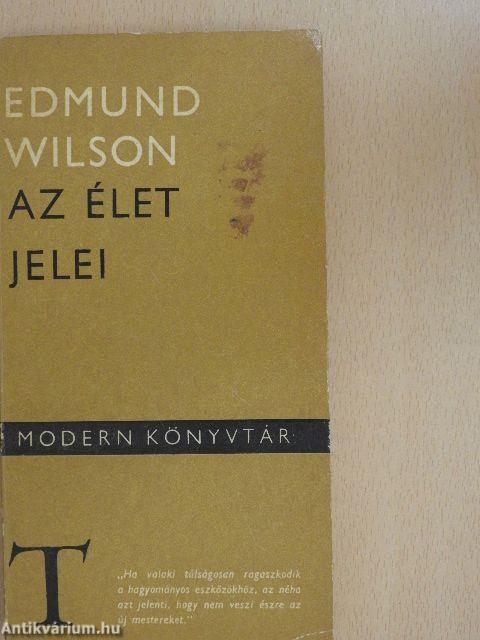 EDMUND
WILSON
AZ ÉLET
JELEI
MODERN KÖNYVTÁR
T
„Ha valaki túlságosan ragaszkodik
a hagyományos eszközökhöz, az néha
azt jelenti, hogy nem veszi észre az
új mestereket."
Antikvárium.hu